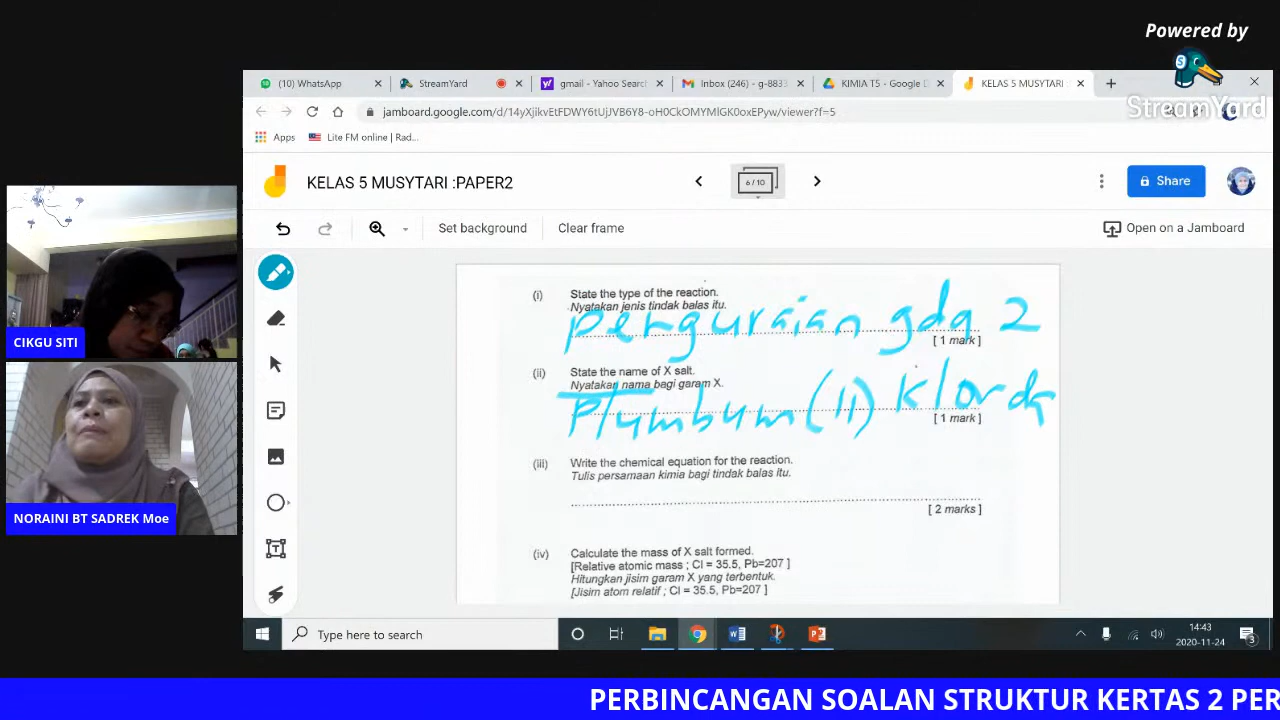 Powered by
StreamYard
(10) WhatsApp
StreamYard
gmail - Yahoo Searc
Inbox (246) - g-8833
KIMIA T5 - Google D
KELAS 5 MUSYTARI
jamboard.google.com/d/14yXjikvEtFDWY6tUjJVB6Y8-oH0CkOMYMlGK0oxEPyw/viewer?f=5
Apps
Lite FM online | Rad...
KELAS 5 MUSYTARI :PAPER2
6 / 10
Share
Set background
Clear frame
Open on a Jamboard
(i) State the type of the reaction.
Nyatakan jenis tindak balas itu.
penguraian gda 2
[ 1 mark ]
(ii) State the name of X salt.
Nyatakan nama bagi garam X.
Plumbum (II)
[ 1 mark ]
(iii) Write the chemical equation for the reaction.
Tulis persamaan kimia bagi tindak balas itu.
[ 2 marks ]
(iv) Calculate the mass of X salt formed.
[Relative atomic mass ; Cl = 35.5, Pb=207 ]
Hitungkan jisim garam X yang terbentuk.
[Jisim atom relatif ; Cl = 35.5, Pb=207 ]
CIKGU SITI
NORAINI BT SADREK Moe
Type here to search
14:43
2020-11-24
3
PERBINCANGAN SOALAN STRUKTUR KERTAS 2 PER